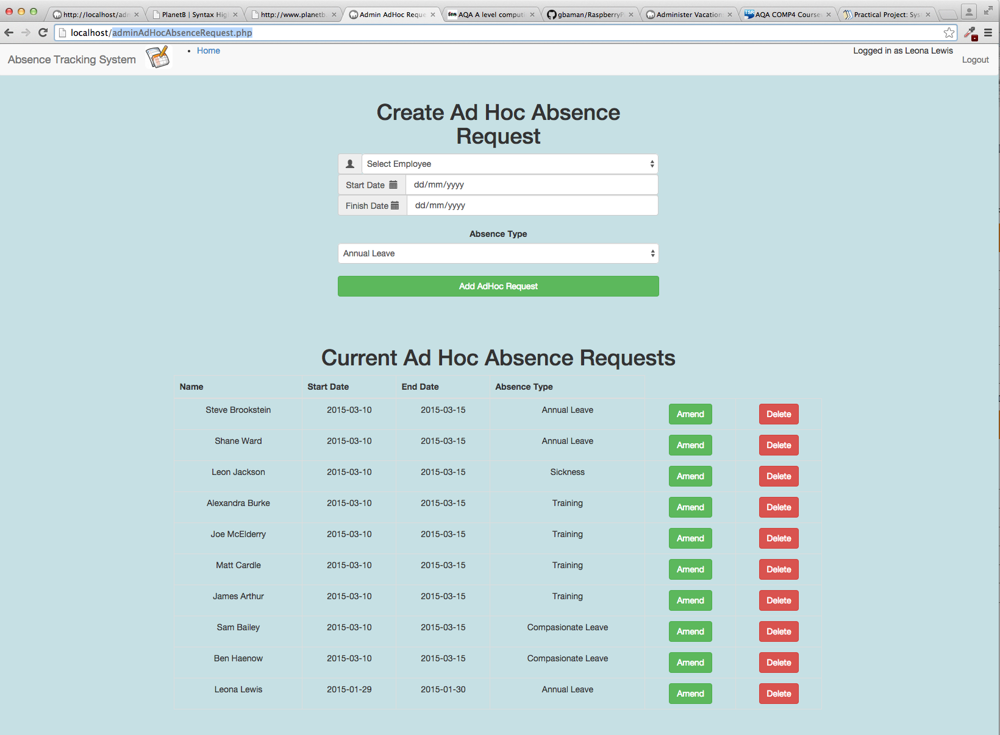 http://localhost/adm
PlanetB | Syntax Hig
http://www.planetb.
Admin AdHoc Reque
tes AQA A level computi
gbaman/RaspberryP
Administer Vacation
TSR AQA COMP4 Course
Practical Project: Sys
localhost/adminAdHocAbsenceRequest.php
Absence Tracking System
Home
Logged in as Leona Lewis
Logout
Create Ad Hoc Absence
Request
Select Employee
Start Date dd/mm/yyyy
Finish Date dd/mm/yyyy
Absence Type
Annual Leave
Add AdHoc Request
Current Ad Hoc Absence Requests
Name Start Date End Date Absence Type
Steve Brookstein 2015-03-10 2015-03-15 Annual Leave Amend Delete
Shane Ward 2015-03-10 2015-03-15 Annual Leave Amend Delete
Leon Jackson 2015-03-10 2015-03-15 Sickness Amend Delete
Alexandra Burke 2015-03-10 2015-03-15 Training Amend Delete
Joe McElderry 2015-03-10 2015-03-15 Training Amend Delete
Matt Cardle 2015-03-10 2015-03-15 Training Amend Delete
James Arthur 2015-03-10 2015-03-15 Training Amend Delete
Sam Bailey 2015-03-10 2015-03-15 Compasionate Leave Amend Delete
Ben Haenow 2015-03-10 2015-03-15 Compasionate Leave Amend Delete
Leona Lewis 2015-01-29 2015-01-30 Annual Leave Amend Delete